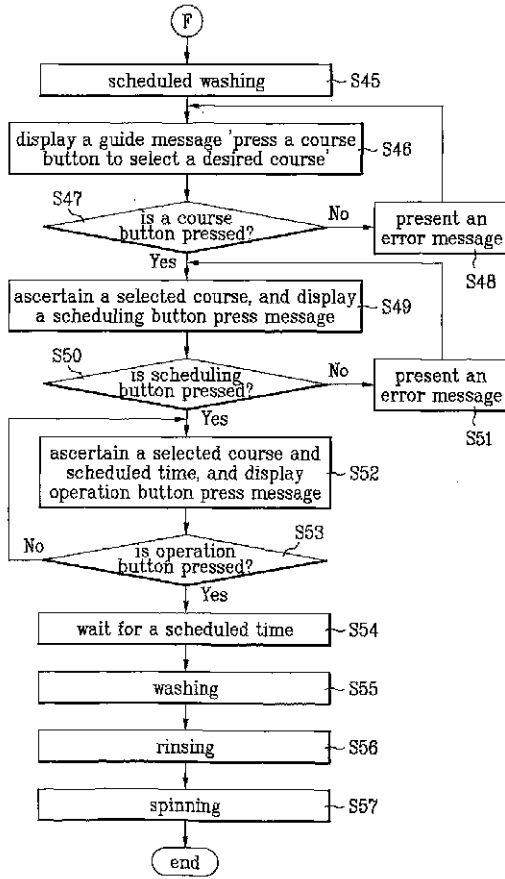 F
scheduled washing
S45
display a guide message 'press a course
button to select a desired course'
S46
S47
is a course
button pressed?
No
present an
error message
S48
Yes
ascertain a selected course, and display
a scheduling button press message
S49
S50
is scheduling
button pressed?
No
present an
error message
S51
Yes
ascertain a selected course and
scheduled time, and display
operation button press message
S52
S53
is operation
button pressed?
No
Yes
wait for a scheduled time
S54
washing
S55
rinsing
S56
spinning
S57
end